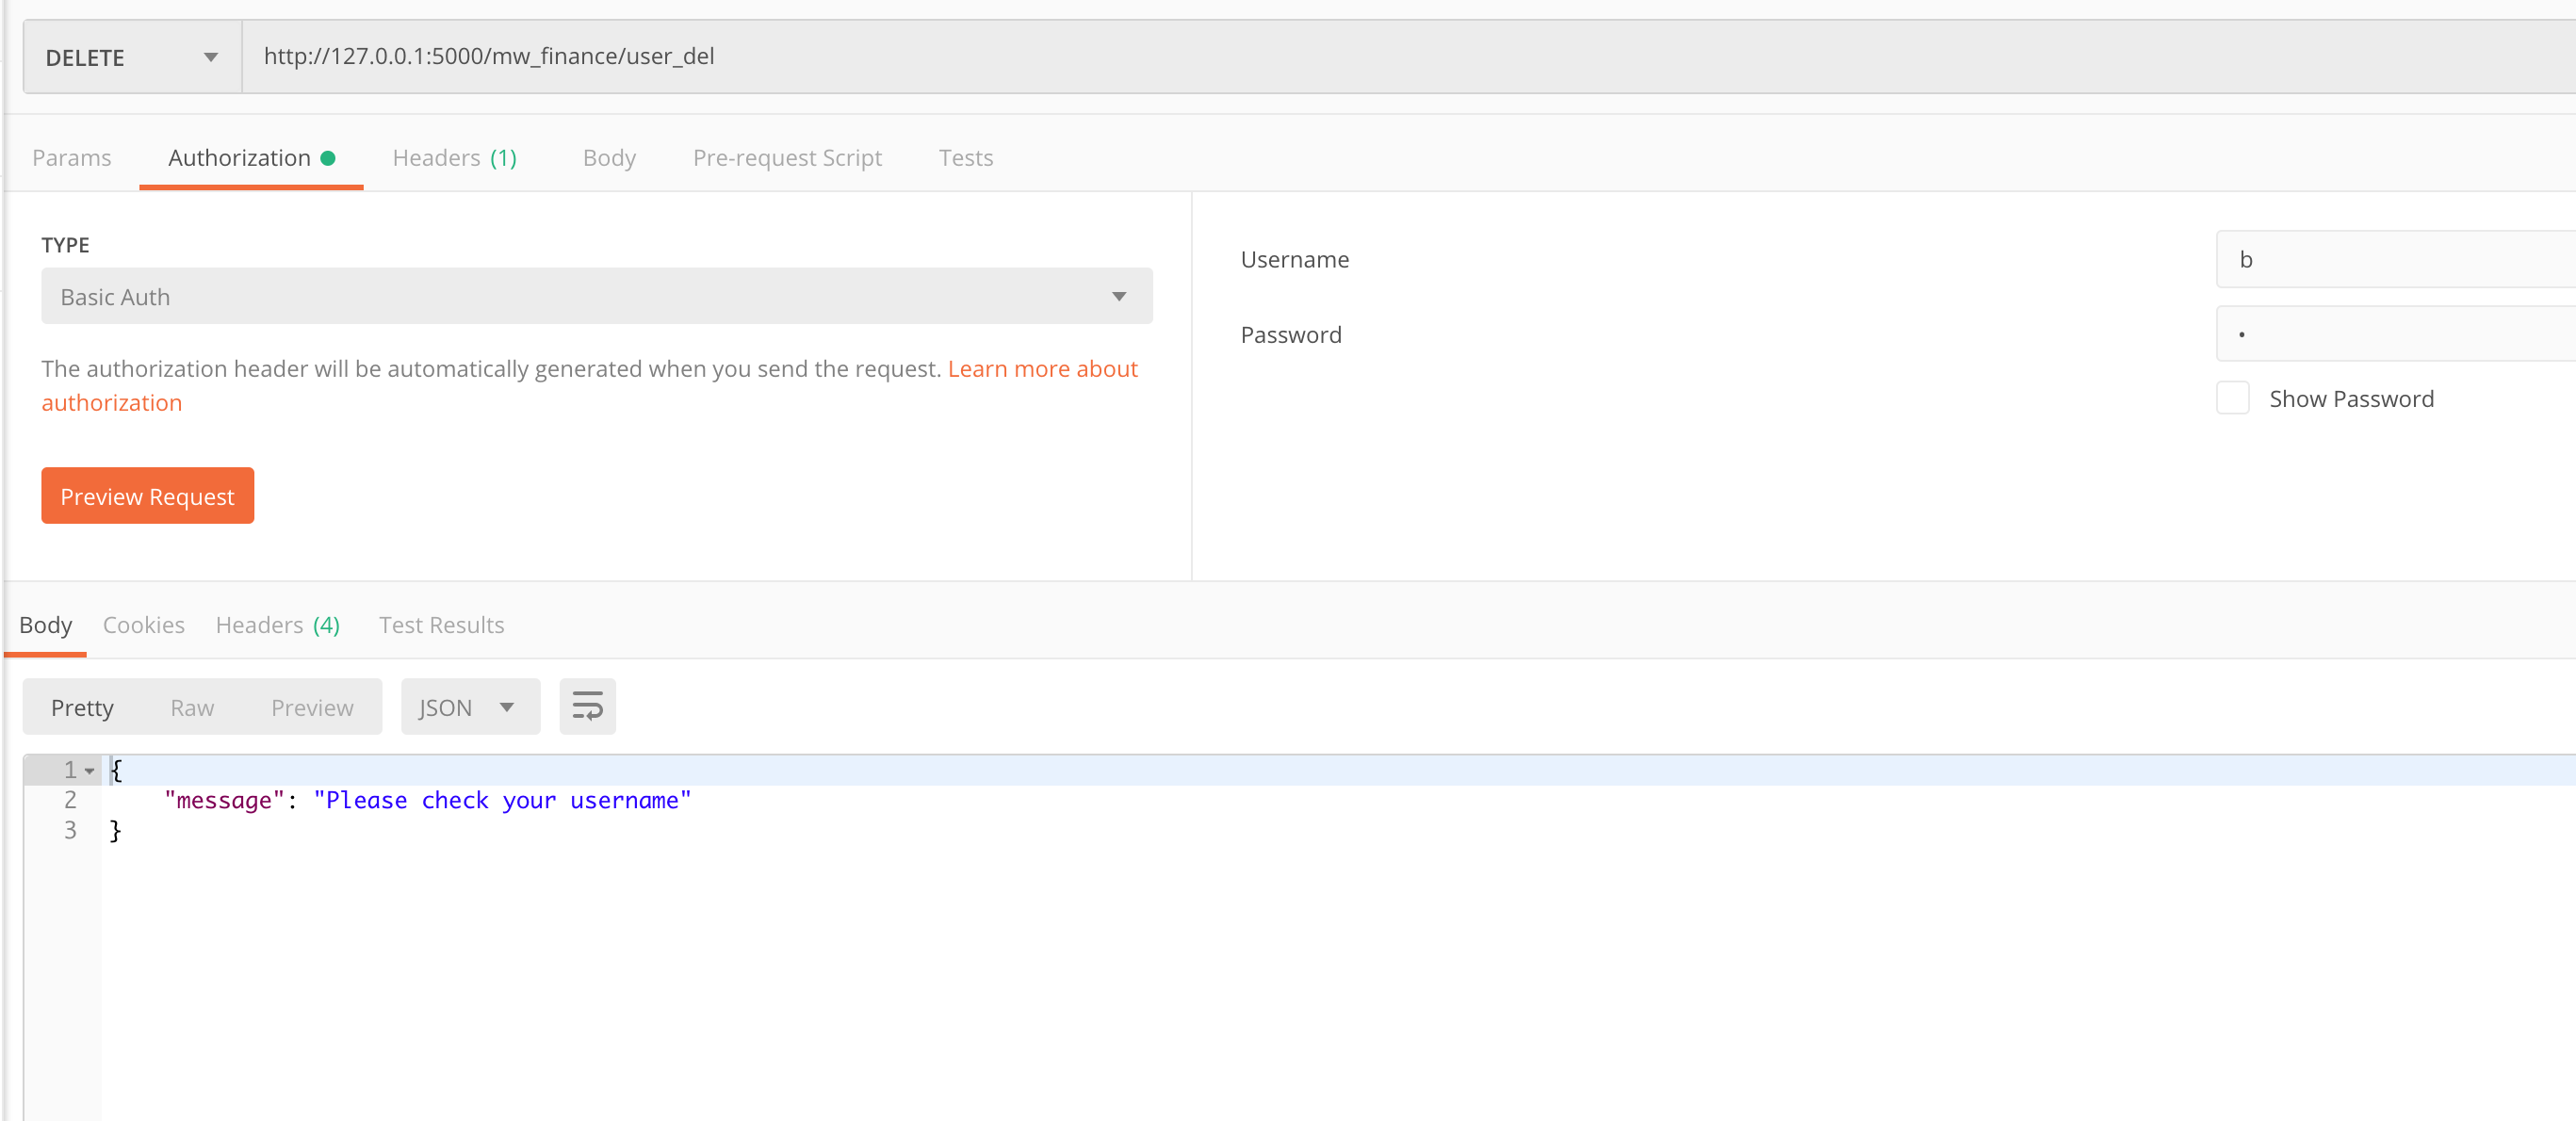 DELETE http://127.0.0.1:5000/mw_finance/user_del
Params Authorization Headers (1) Body Pre-request Script Tests
TYPE
Basic Auth
The authorization header will be automatically generated when you send the request. Learn more about
authorization
Preview Request
Username b
Password •
Show Password
Body Cookies Headers (4) Test Results
Pretty Raw Preview JSON
1 {
2 "message": "Please check your username"
3 }